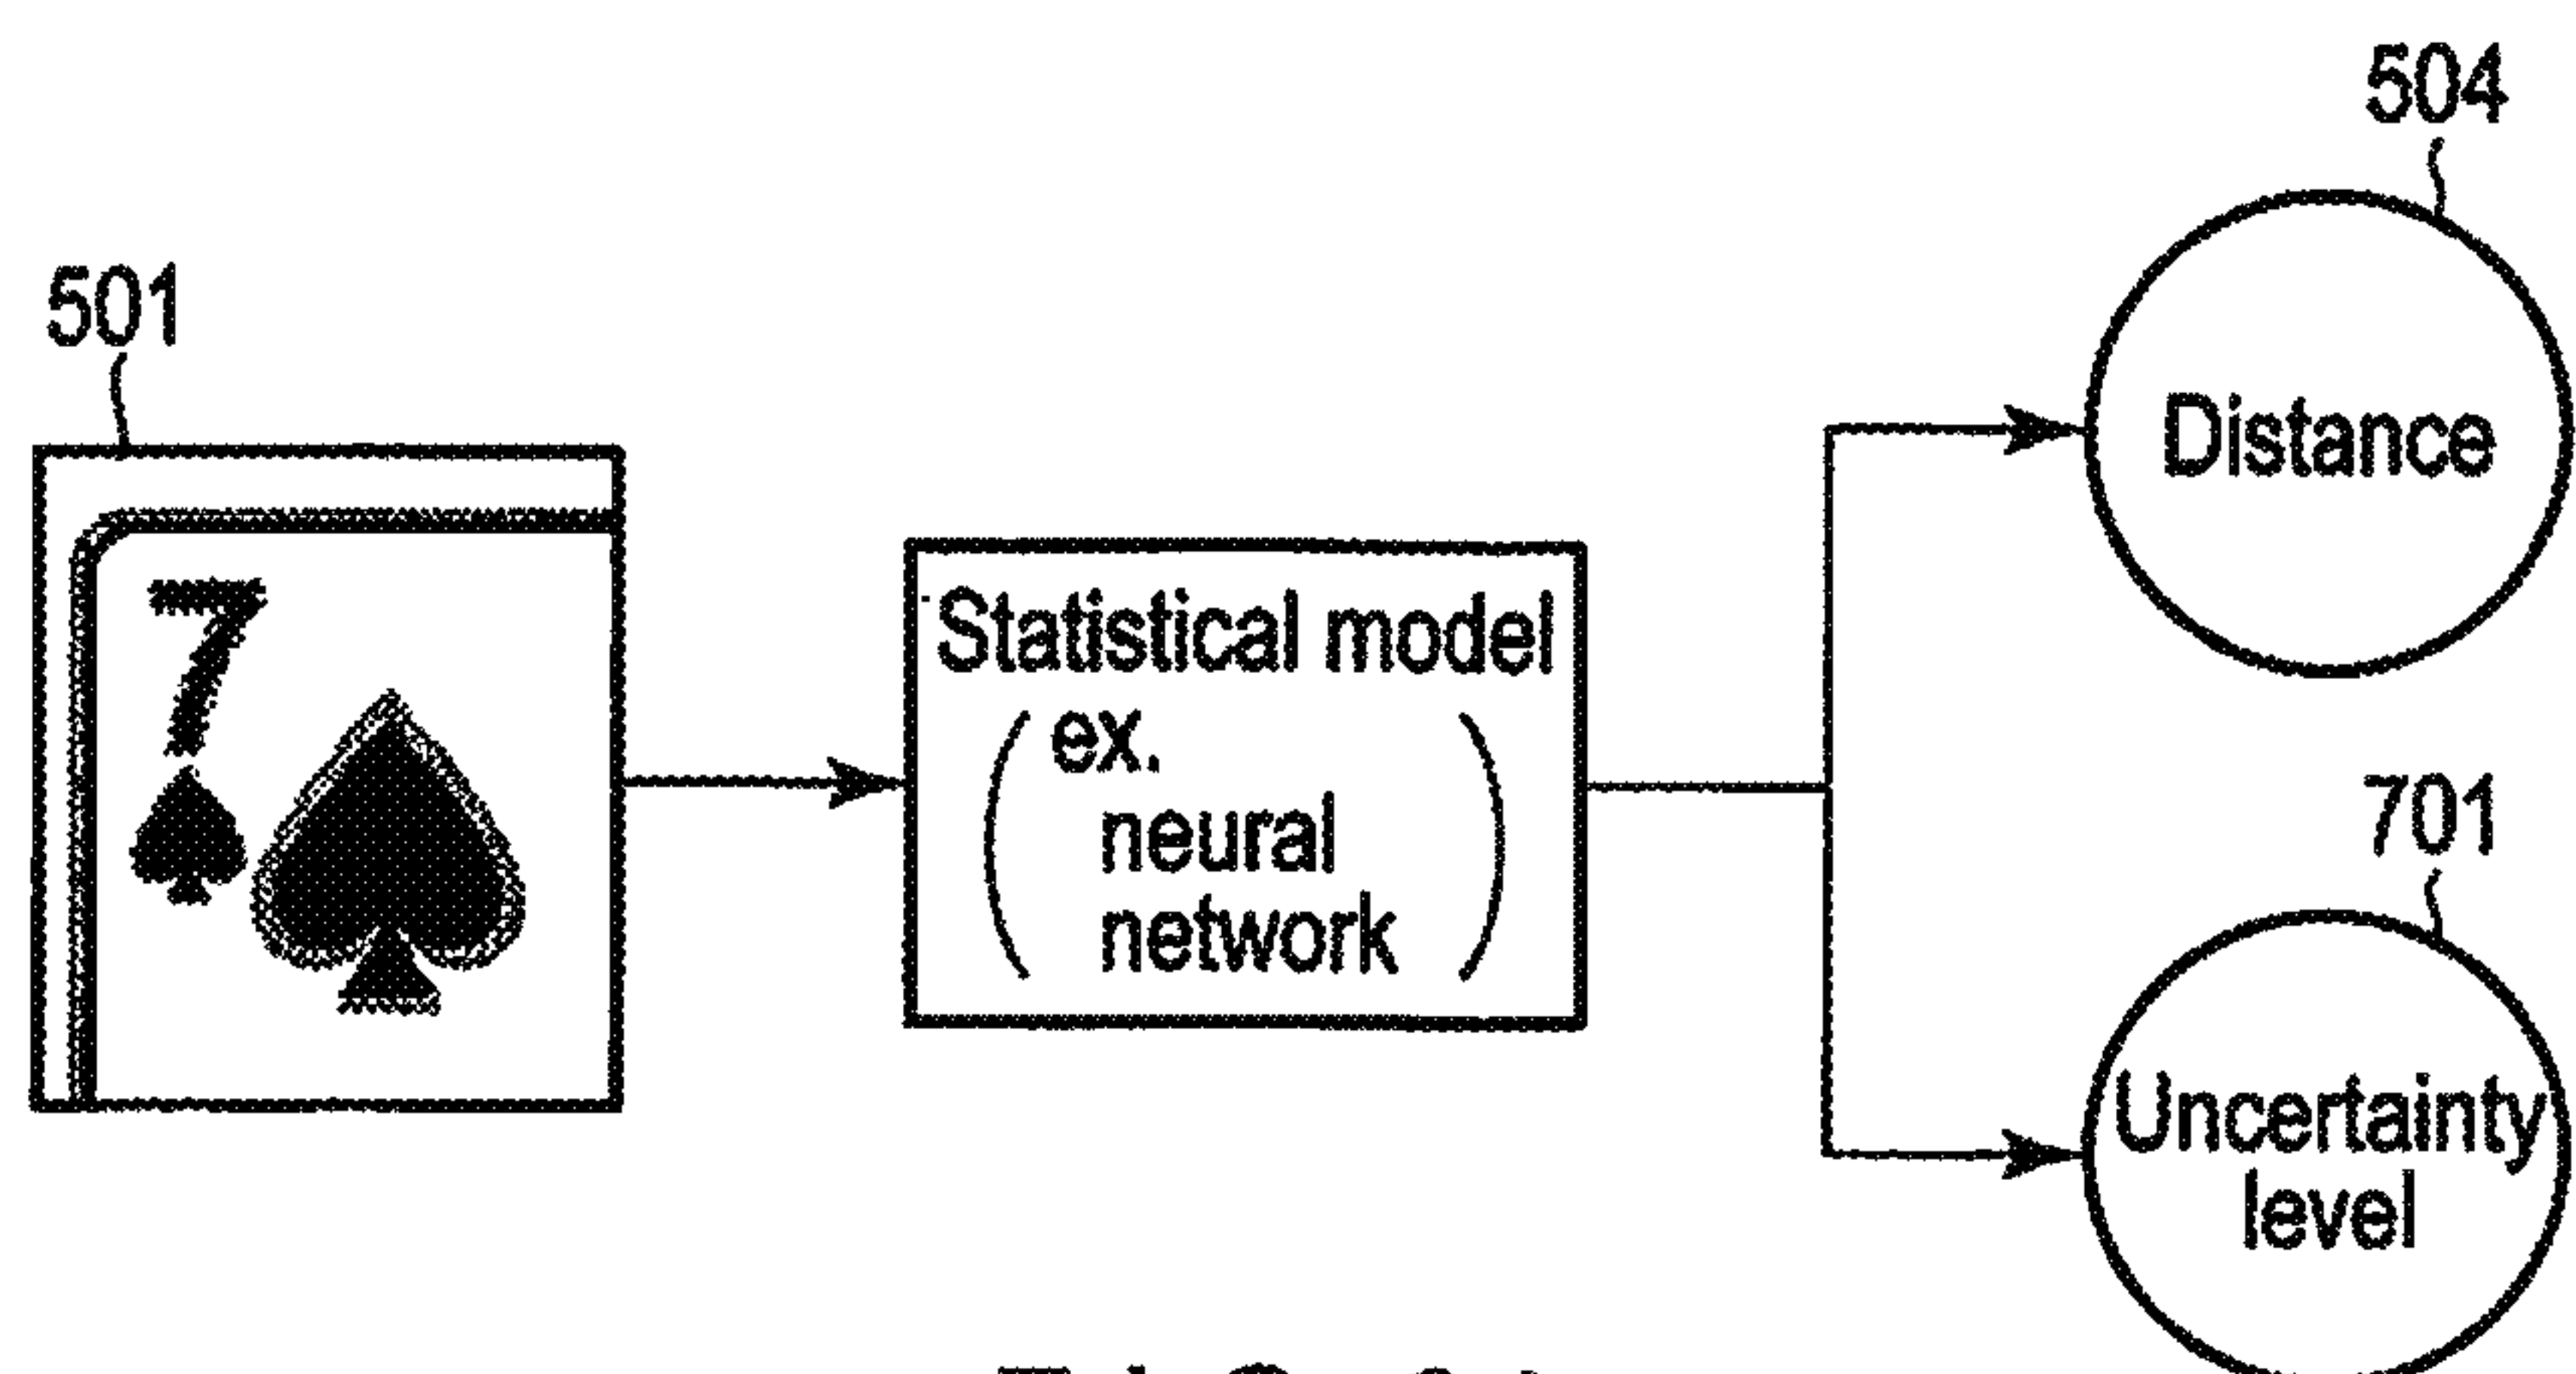 504
501
7
Distance
Statistical model
ex.
neural
network
701
Uncertainty
level